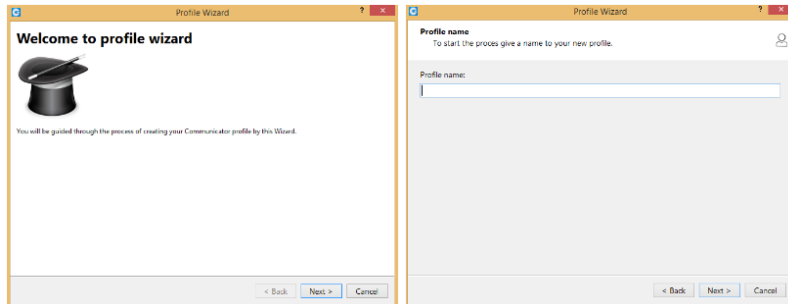 Profile Wizard
?
×
Welcome to profile wizard
You will be guided through the process of creating your Communicator profile by this Wizard.
< Back
Next >
Cancel
Profile Wizard
?
×
Profile name
To start the proces give a name to your new profile.
Profile name:
< Back
Next >
Cancel